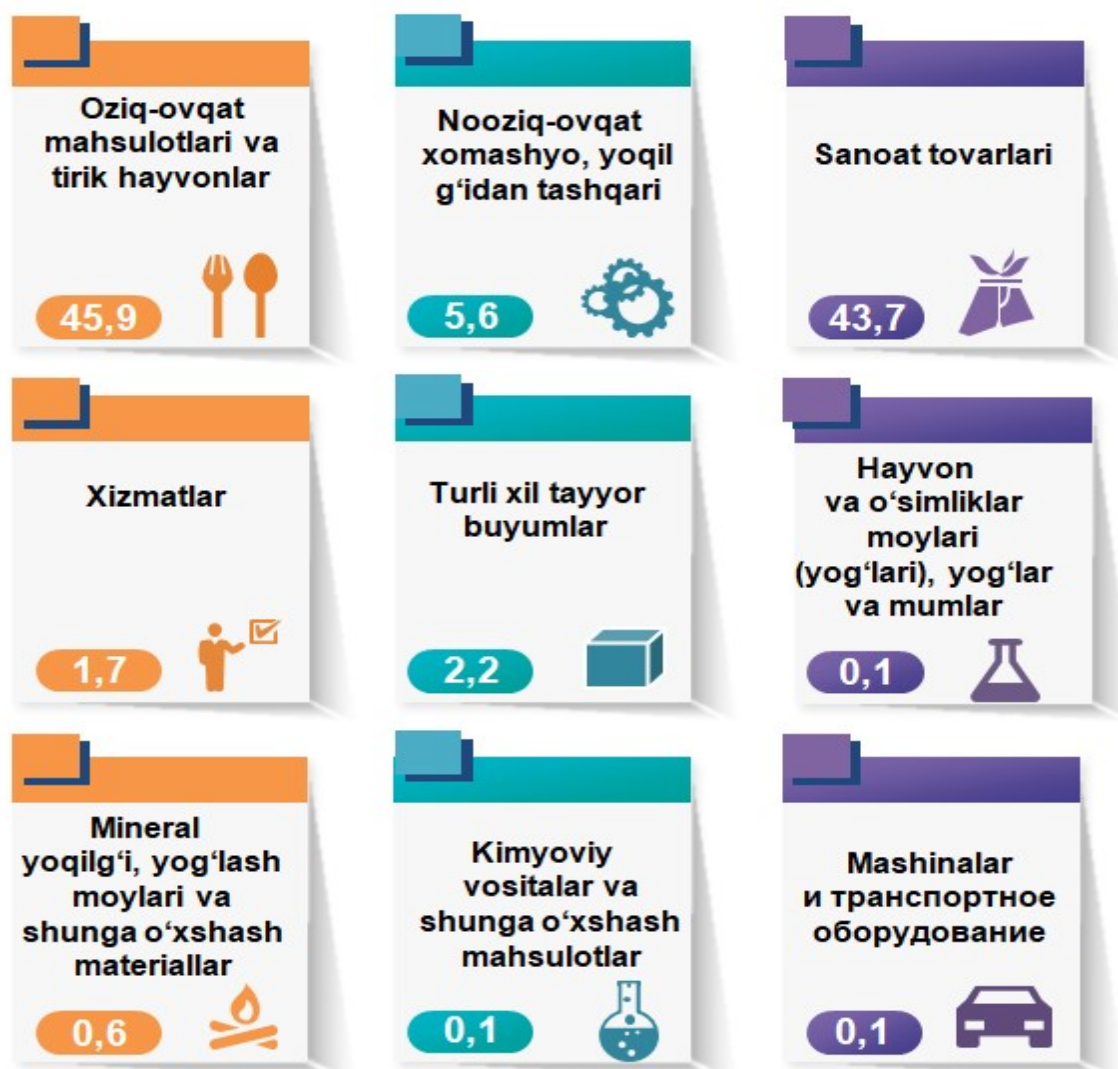 Oziq-ovqat
mahsulotlari va
tirik hayvonlar
45,9
Nooziq-ovqat
xomashyo, yoqil
g‘idan tashqari
5,6
Sanoat tovarlari
43,7
Xizmatlar
1,7
Turli xil tayyor
buyumlar
2,2
Hayvon
va o‘simliklar
moylari
(yog‘lari), yog‘lar
va mumlar
0,1
Mineral
yoqilg‘i, yog‘lash
moylari va
shunga o‘xshash
materiallar
0,6
Kimyoviy
vositalar va
shunga o‘xshash
mahsulotlar
0,1
Mashinalar
и транспортное
оборудование
0,1